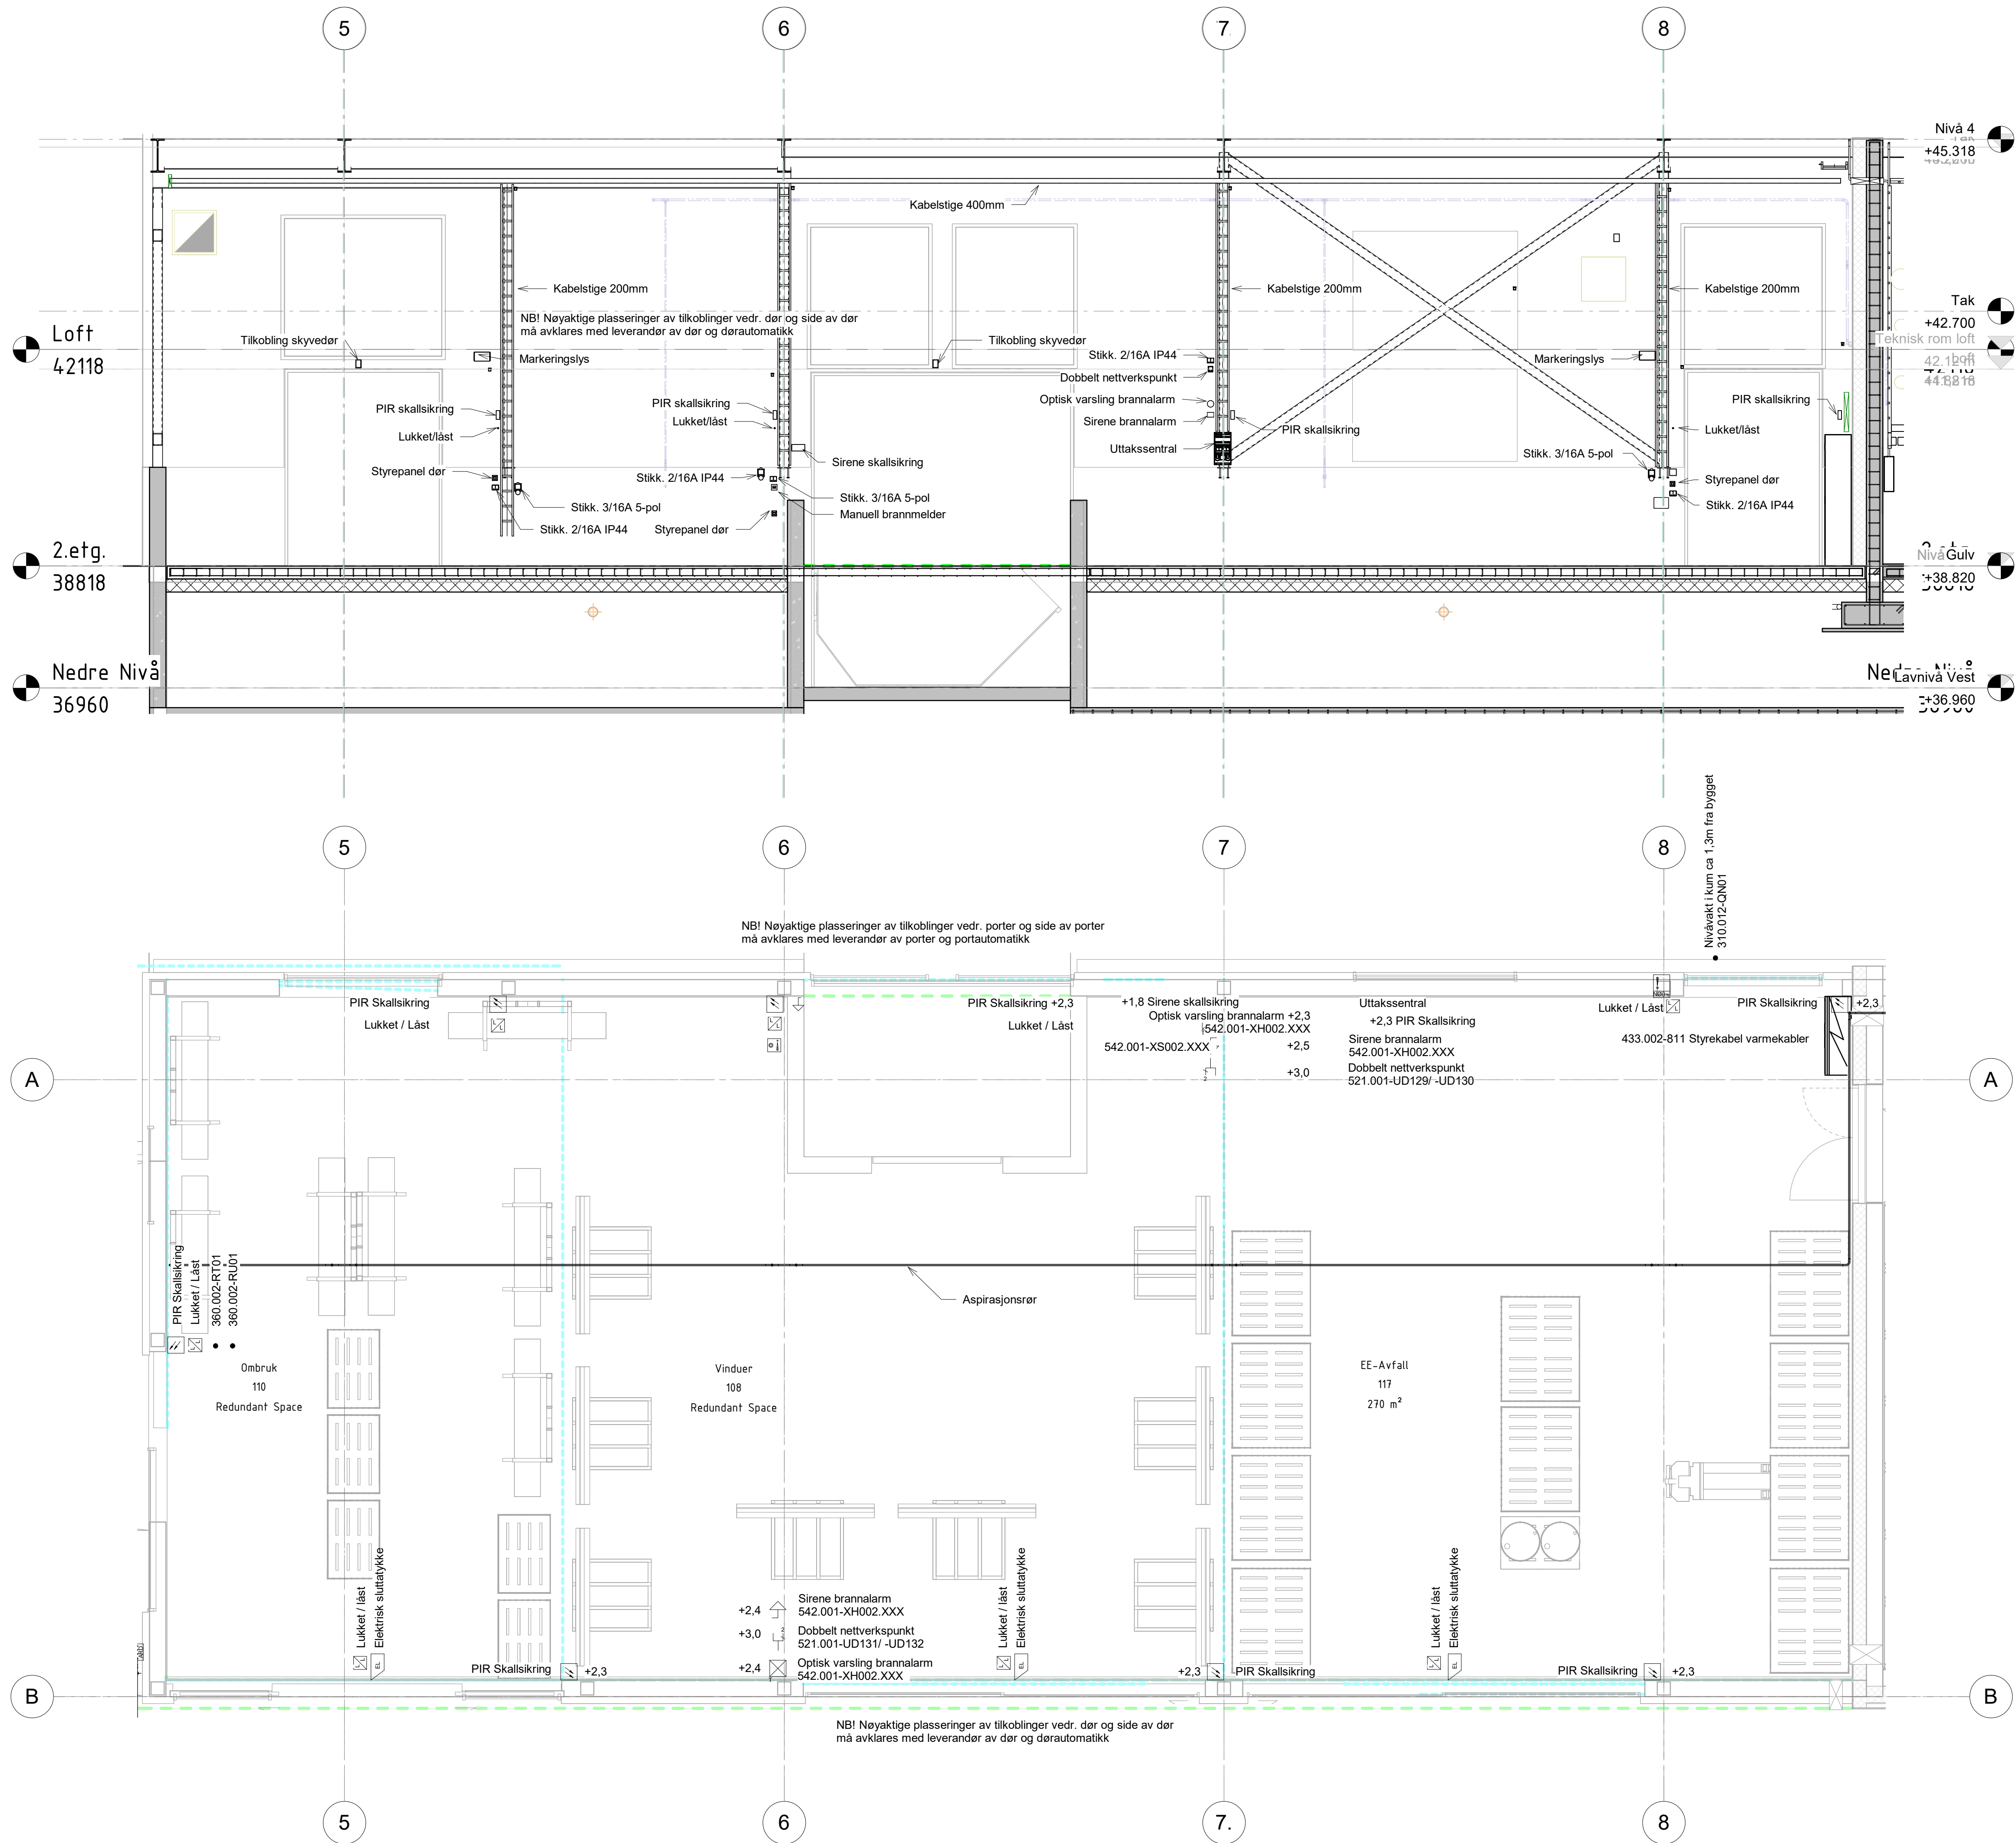 5
6
7.
8
Nivå 4
+45.318
Kabelstige 400mm
Kabelstige 200mm
Kabelstige 200mm
Kabelstige 200mm
Tak
+42.700
Teknisk rom loft
42.12 m
Loft
42118
NB! Nøyaktige plasseringer av tilkoblinger vedr. dør og side av dør
må avklares med leverandør av dør og dørautomatikk
Tilkobling skyvedør
Markeringslys
Tilkobling skyvedør
Stikk. 2/16A IP44
Dobbelt nettverkspunkt
Optisk varsling brannalarm
Sirene brannalarm
Uttakssentral
Markeringslys
PIR skallsikring
Lukket/låst
Styrepanel dør
Stikk. 3/16A 5-pol
Stikk. 2/16A IP44
PIR skallsikring
Lukket/låst
Sirene skallsikring
Stikk. 2/16A IP44
Stikk. 3/16A 5-pol
Manuell brannmelder
Styrepanel dør
PIR skallsikring
Stikk. 3/16A 5-pol
PIR skallsikring
Lukket/låst
Styrepanel dør
Stikk. 2/16A IP44
2.etg.
38818
Nivå Gulv
+38.820
Nedre Nivå
36960
Lavnivå Vest
+36.960
5
6
7
8
Nivåvakt i kum ca 1,3m fra bygget
310.012-QN01
NB! Nøyaktige plasseringer av tilkoblinger vedr. porter og side av porter
må avklares med leverandør av porter og portautomatikk
PIR Skallsikring
Lukket / Låst
PIR Skallsikring +2,3
Lukket / Låst
+1,8 Sirene skallsikring
Optisk varsling brannalarm +2,3
542.001-XH002.XXX
542.001-XS002.XXX
+2,5
+3,0
Uttakssentral
+2,3 PIR Skallsikring
Sirene brannalarm
542.001-XH002.XXX
Dobbelt nettverkspunkt
521.001-UD129/ -UD130
Lukket / Låst
PIR Skallsikring
+2,3
433.002-811 Styrekabel varmekabler
A
A
PIR Skallsikring
Lukket / Låst
360.002-RT01
360.002-RU01
Aspirasjonsrør
Ombruk
110
Redundant Space
Vinduer
108
Redundant Space
EE-Avfall
117
270 m²
Lukket / låst
Elektrisk sluttatykke
EL
PIR Skallsikring
+2,3
+2,4
Sirene brannalarm
542.001-XH002.XXX
+3,0
Dobbelt nettverkspunkt
521.001-UD131/ -UD132
+2,4
Optisk varsling brannalarm
542.001-XH002.XXX
Lukket / låst
Elektrisk sluttatykke
EL
+2,3
PIR Skallsikring
Lukket / låst
Elektrisk sluttatykke
EL
PIR Skallsikring
+2,3
B
B
NB! Nøyaktige plasseringer av tilkoblinger vedr. dør og side av dør
må avklares med leverandør av dør og dørautomatikk
5
6
7.
8